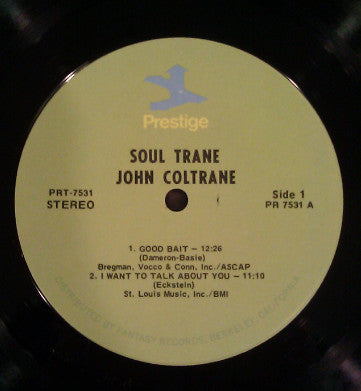 Prestige
SOUL TRANE
JOHN COLTRANE
PRT-7531
STEREO
Side 1
PR 7531 A
1. GOOD BAIT – 12:26
(Dameron-Basie)
Bregman, Vocco & Conn, Inc./ASCAP
2. I WANT TO TALK ABOUT YOU – 11:10
(Eckstein)
St. Louis Music, Inc./BMI
DISTRIBUTED BY FANTASY RECORDS, BERKELEY, CALIFORNIA